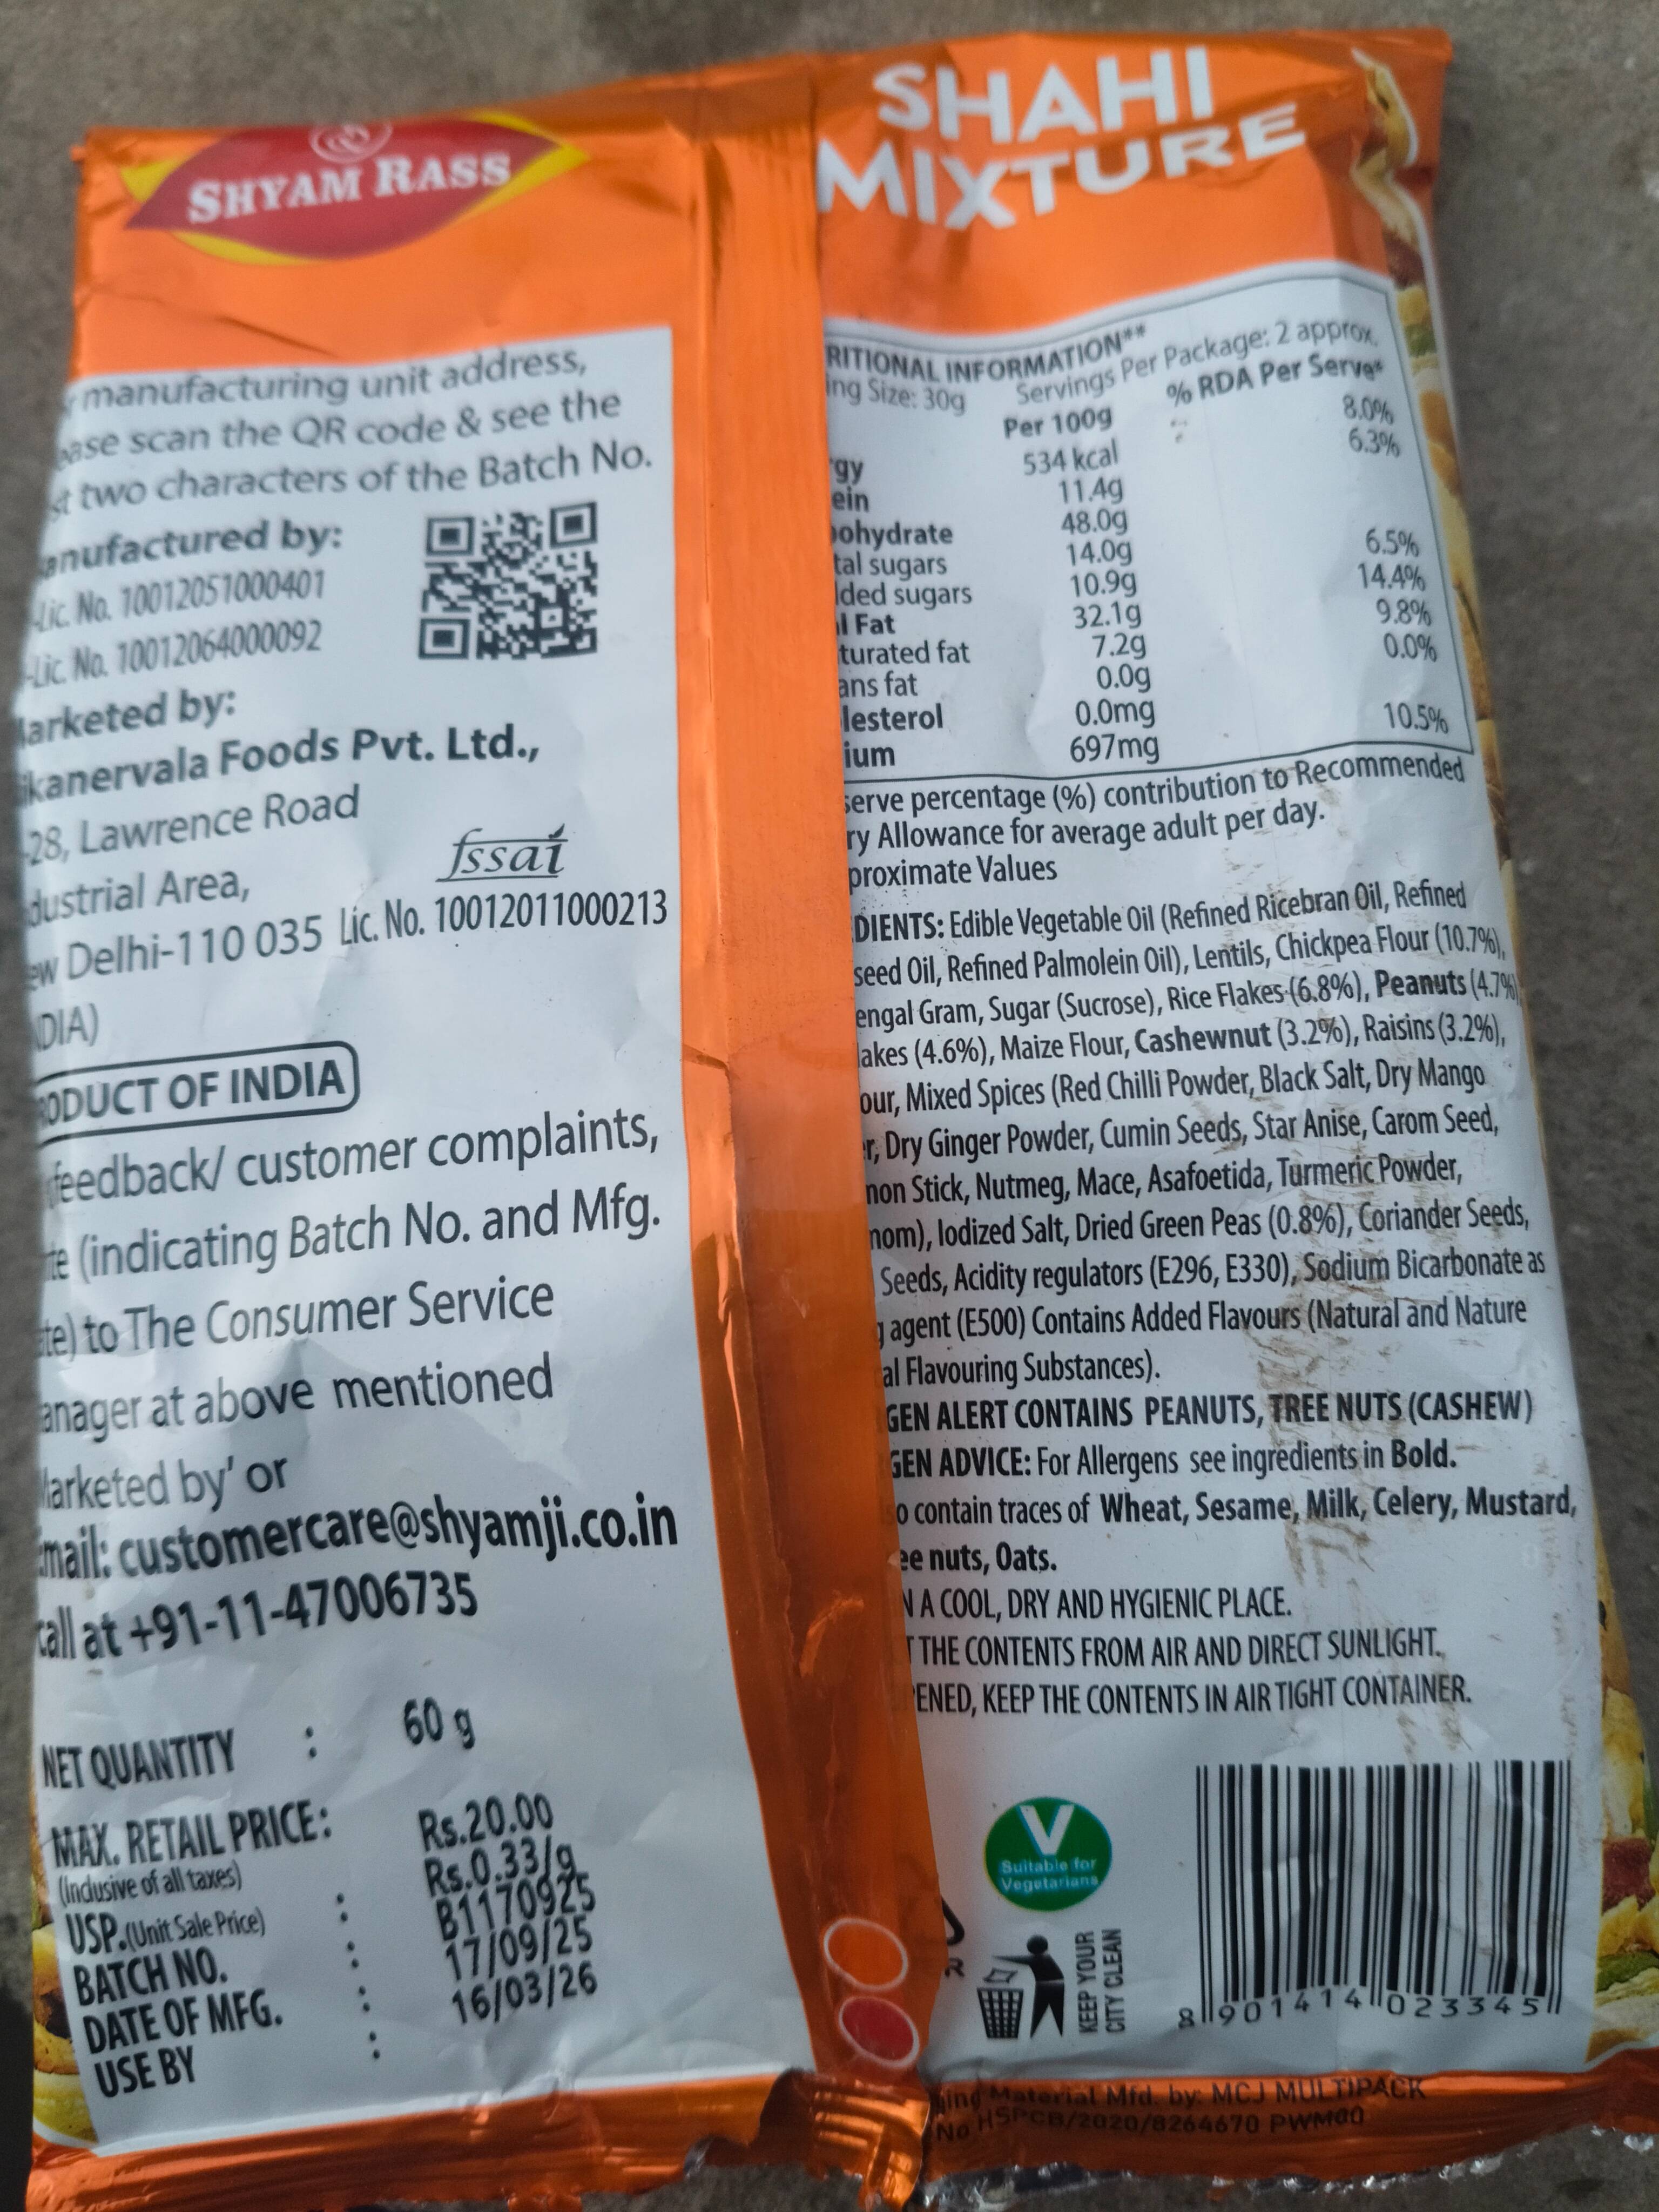 SHYAM RASS
manufacturing unit address,
ease scan the QR code & see the
st two characters of the Batch No.
anufactured by:
Lic. No. 10012051000401
-Lic. No. 10012064000092
arketed by:
ikanervala Foods Pvt. Ltd.,
-28, Lawrence Road
dustrial Area,
ew Delhi-110 035
DIA)
fssai
Lic. No. 10012011000213
ODUCT OF INDIA
feedback/ customer complaints,
te (indicating Batch No. and Mfg.
te) to The Consumer Service
anager at above mentioned
arketed by' or
mail: customercare@shyamji.co.in
call at +91-11-47006735
NET QUANTITY : 60 g
MAX. RETAIL PRICE: Rs.20.00
(Inclusive of all taxes)
USP.(Unit Sale Price) : Rs.0.33/g
BATCH NO. : B1170925
DATE OF MFG. : 17/09/25
USE BY : 16/03/26
SHAHI
MIXTURE
RITIONAL INFORMATION**
ing Size: 30g Servings Per Package: 2 approx.
Per 100g % RDA Per Serve*
gy 534 kcal 8.0%
ein 11.4g 6.3%
ohydrate 48.0g
tal sugars 14.0g
ded sugars 10.9g 6.5%
l Fat 32.1g 14.4%
turated fat 7.2g 9.8%
ans fat 0.0g 0.0%
lesterol 0.0mg
ium 697mg 10.5%
serve percentage (%) contribution to Recommended
ry Allowance for average adult per day.
proximate Values
DIENTS: Edible Vegetable Oil (Refined Ricebran Oil, Refined
seed Oil, Refined Palmolein Oil), Lentils, Chickpea Flour (10.7%),
engal Gram, Sugar (Sucrose), Rice Flakes (6.8%), Peanuts (4.7%)
lakes (4.6%), Maize Flour, Cashewnut (3.2%), Raisins (3.2%),
our, Mixed Spices (Red Chilli Powder, Black Salt, Dry Mango
r, Dry Ginger Powder, Cumin Seeds, Star Anise, Carom Seed,
non Stick, Nutmeg, Mace, Asafoetida, Turmeric Powder,
nom), Iodized Salt, Dried Green Peas (0.8%), Coriander Seeds,
Seeds, Acidity regulators (E296, E330), Sodium Bicarbonate as
g agent (E500) Contains Added Flavours (Natural and Nature
al Flavouring Substances).
GEN ALERT CONTAINS PEANUTS, TREE NUTS (CASHEW)
GEN ADVICE: For Allergens see ingredients in Bold.
so contain traces of Wheat, Sesame, Milk, Celery, Mustard,
ee nuts, Oats.
N A COOL, DRY AND HYGIENIC PLACE.
T THE CONTENTS FROM AIR AND DIRECT SUNLIGHT.
PENED, KEEP THE CONTENTS IN AIR TIGHT CONTAINER.
V
Suitable for
Vegetarians
R
KEEP YOUR
CITY CLEAN
8 901414 023345
ing Material Mfd. by: MCJ MULTIPACK
No HSPCB/2020/8264670 PWM00